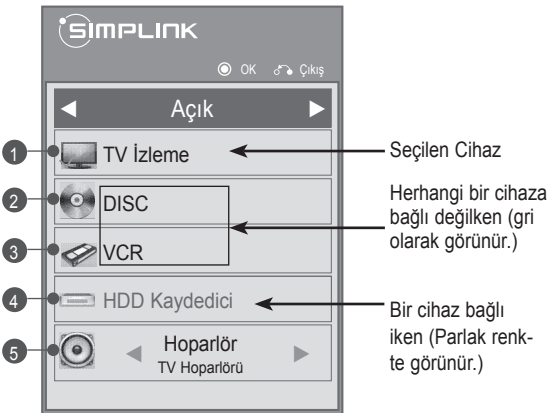 SIMPLINK
OK Çıkış
Açık
1 TV İzleme
Seçilen Cihaz
2 DISC
Herhangi bir cihaza
bağlı değilken (gri
olarak görünür.)
3 VCR
4 HDD Kaydedici
Bir cihaz bağlı
iken (Parlak renk-
te görünür.)
5 Hoparlör
TV Hoparlörü